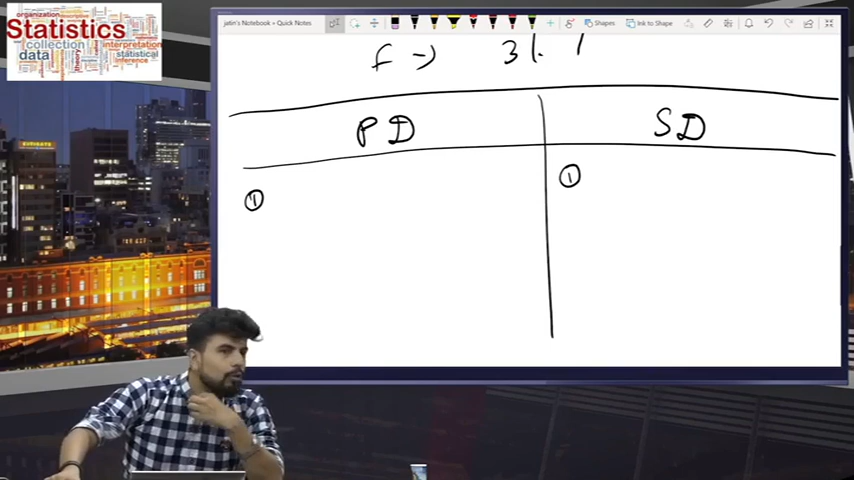 organization
Statistics
collection interpretation
data statistical
inference
jatin's Notebook » Quick Notes
Shapes
Ink to Shape
f → 3
PD
SD
①
①